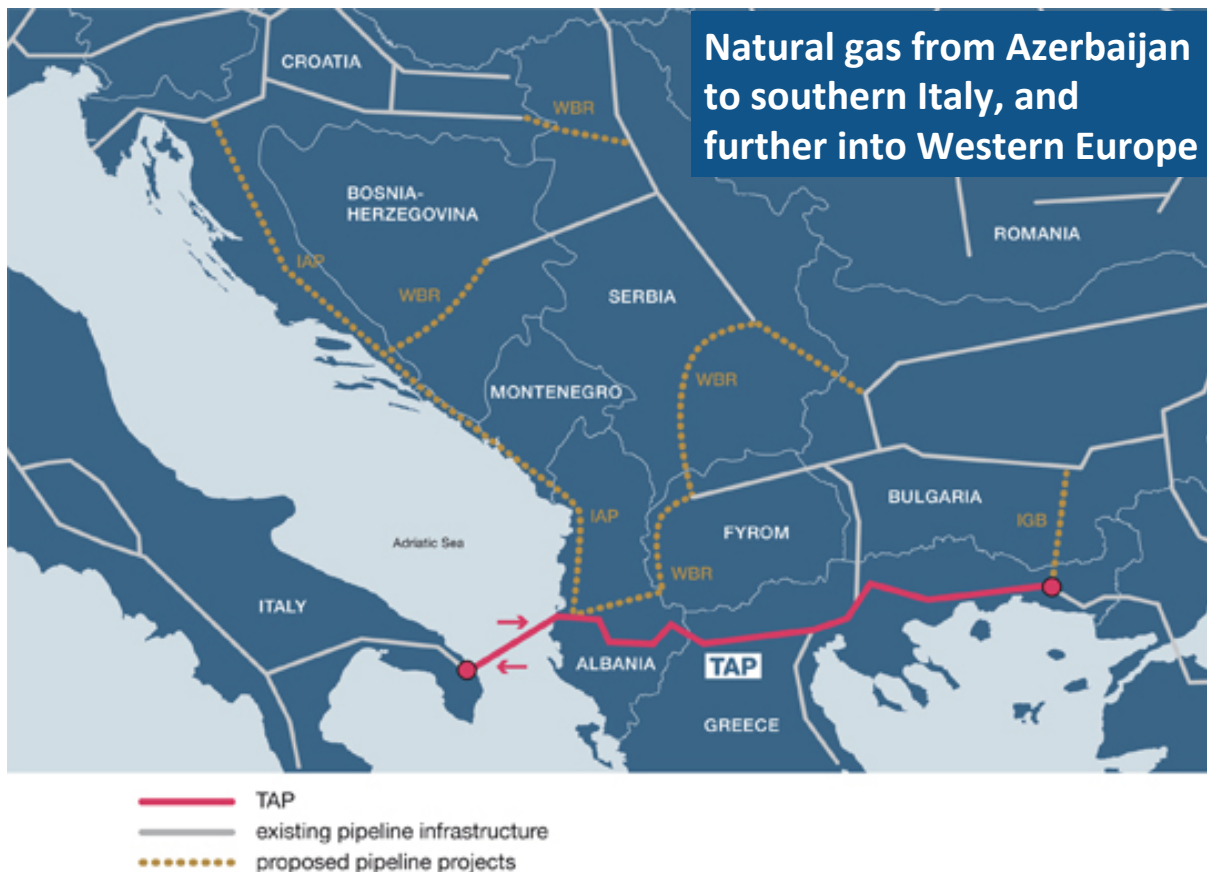 Natural gas from Azerbaijan
to southern Italy, and
further into Western Europe
CROATIA
WBR
BOSNIA-
HERZEGOVINA
ROMANIA
IAP
WBR
SERBIA
WBR
MONTENEGRO
BULGARIA
IAP
IGB
FYROM
Adriatic Sea
WBR
ITALY
ALBANIA
TAP
GREECE
TAP
existing pipeline infrastructure
proposed pipeline projects